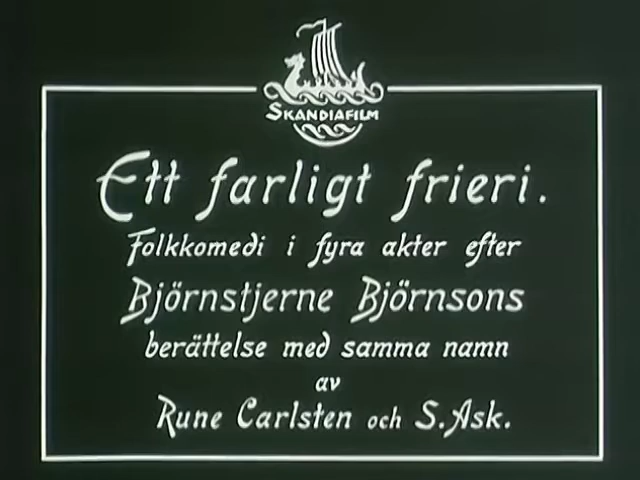 SKANDIAFILM
Ett farligt frieri.
Folkkomedi i fyra akter efter
Björnstjerne Björnsons
berättelse med samma namn
av
Rune Carlsten och S. Ask.